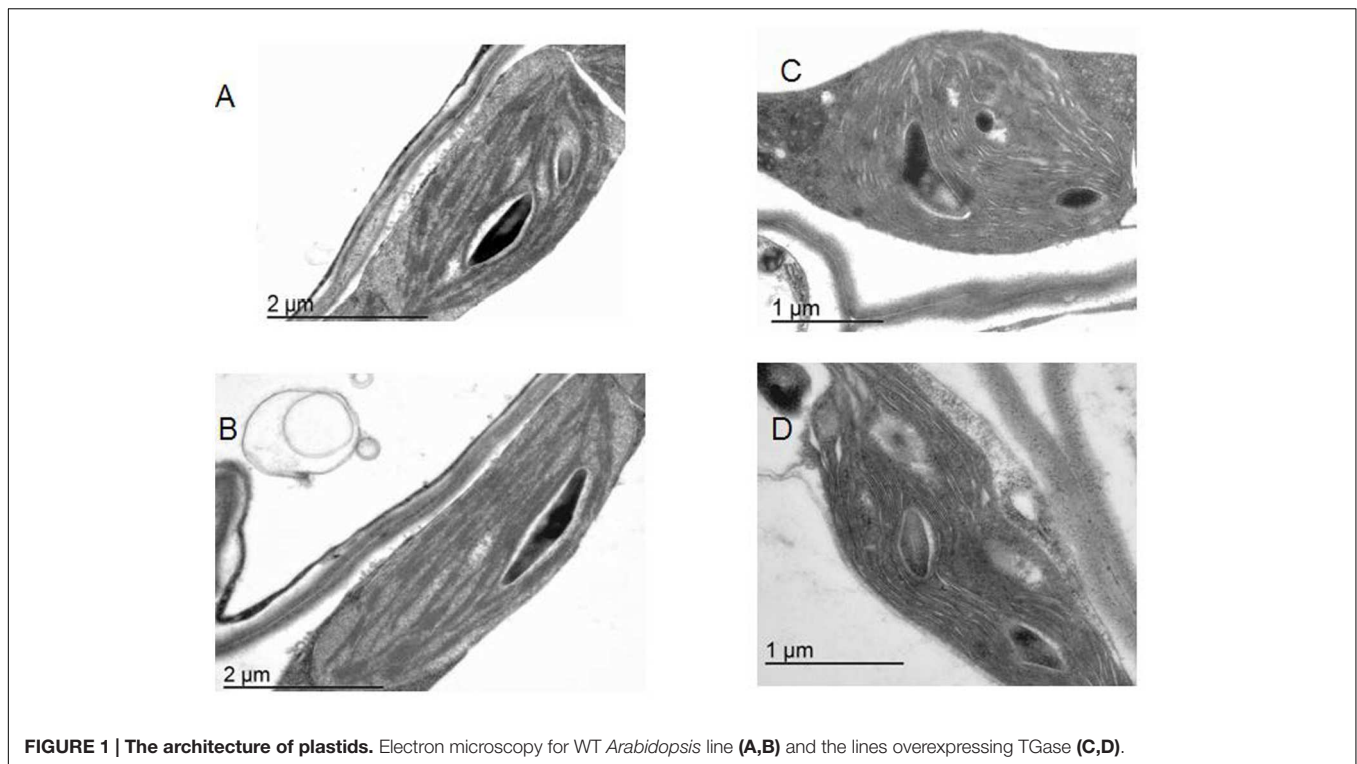 A
2 µm
C
1 µm
B
2 µm
D
1 µm
FIGURE 1 | The architecture of plastids. Electron microscopy for WT Arabidopsis line (A,B) and the lines overexpressing TGase (C,D).